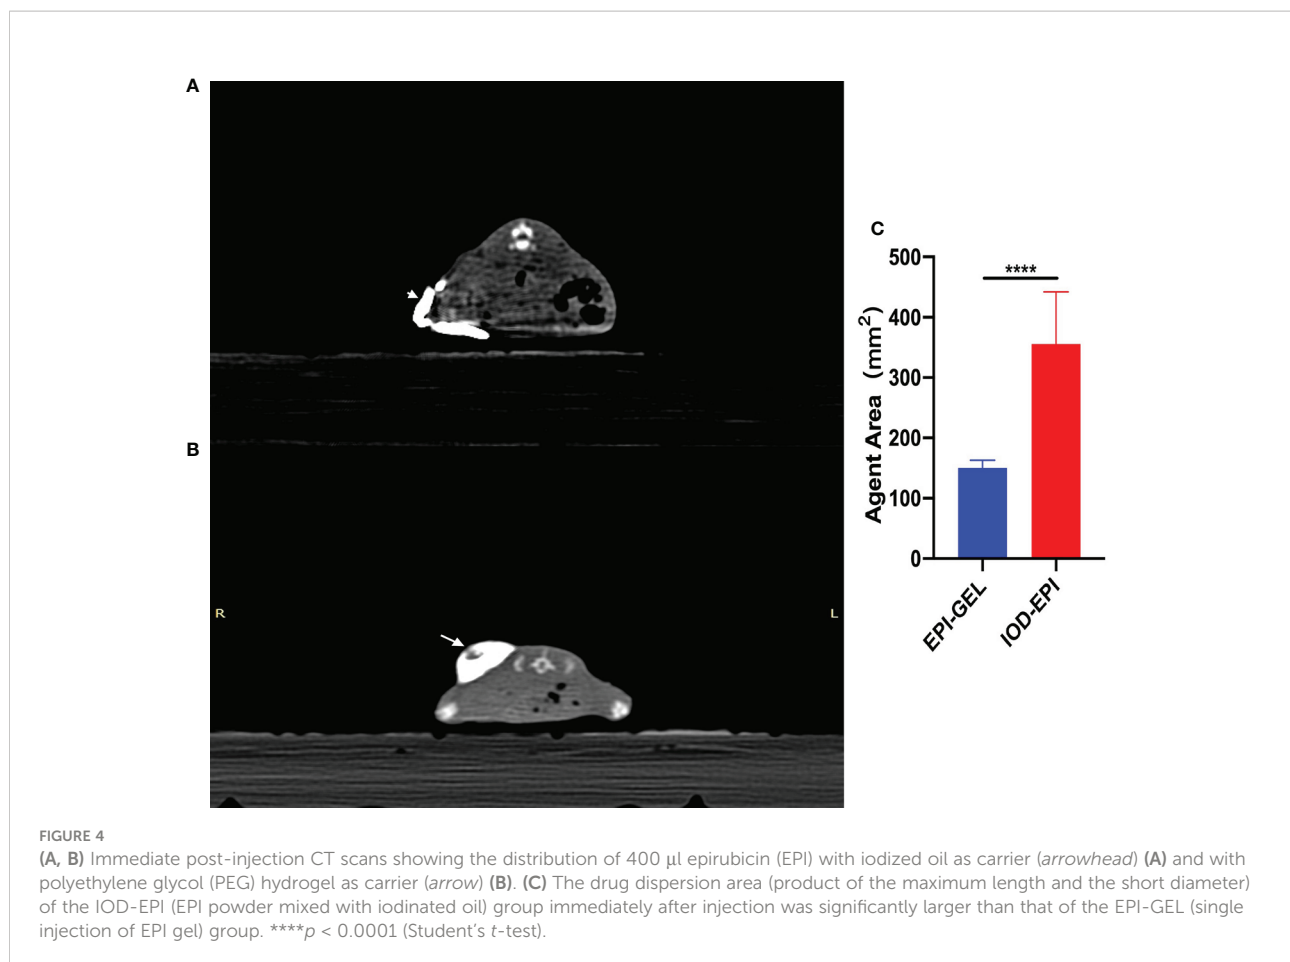 A
B
R
L
C
500
400
300
200
100
0
Agent Area (mm²)
****
EPI-GEL
IOD-EPI
FIGURE 4
(A, B) Immediate post-injection CT scans showing the distribution of 400 μl epirubicin (EPI) with iodized oil as carrier (arrowhead) (A) and with
polyethylene glycol (PEG) hydrogel as carrier (arrow) (B). (C) The drug dispersion area (product of the maximum length and the short diameter)
of the IOD-EPI (EPI powder mixed with iodinated oil) group immediately after injection was significantly larger than that of the EPI-GEL (single
injection of EPI gel) group. ****p < 0.0001 (Student's t-test).